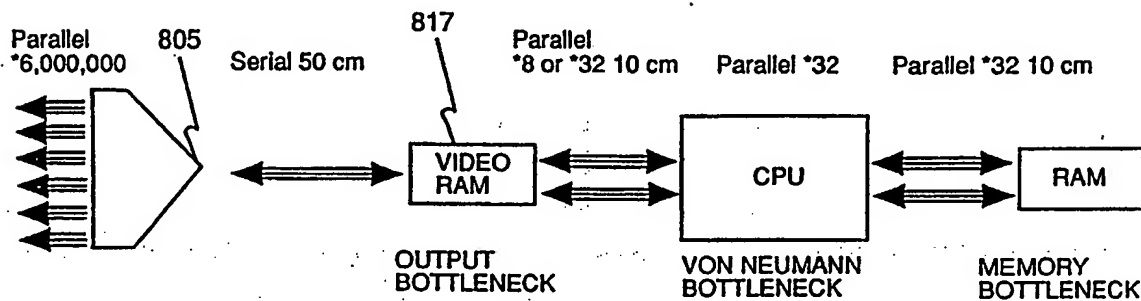 Parallel
*6,000,000
805
Serial 50 cm
817
Parallel
*8 or *32 10 cm
Parallel *32
Parallel *32 10 cm
VIDEO
RAM
CPU
RAM
OUTPUT
BOTTLENECK
VON NEUMANN
BOTTLENECK
MEMORY
BOTTLENECK